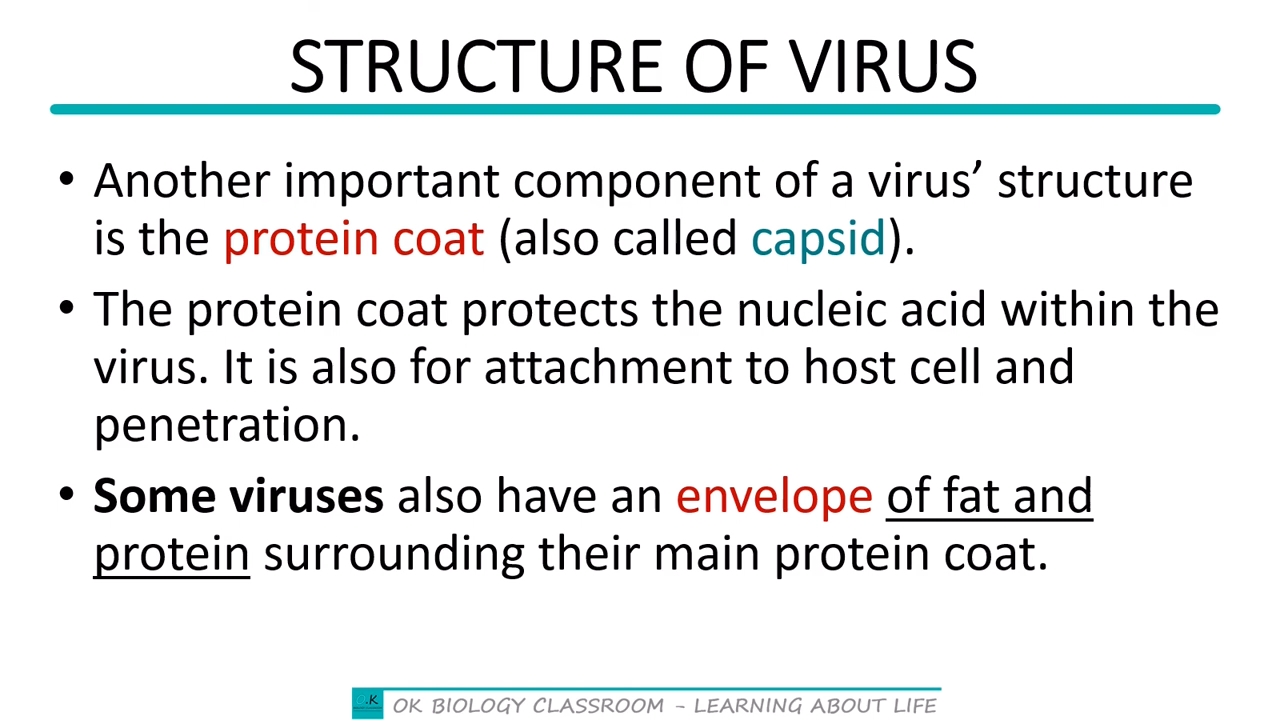 STRUCTURE OF VIRUS
• Another important component of a virus’ structure
is the protein coat (also called capsid).
• The protein coat protects the nucleic acid within the
virus. It is also for attachment to host cell and
penetration.
• Some viruses also have an envelope of fat and
protein surrounding their main protein coat.
OK BIOLOGY CLASSROOM - LEARNING ABOUT LIFE